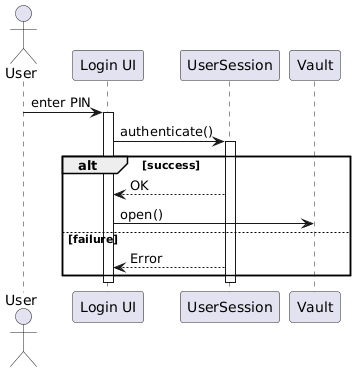 User
Login UI
UserSession
Vault
enter PIN
authenticate()
alt
[success]
OK
open()
[failure]
Error
User
Login UI
UserSession
Vault